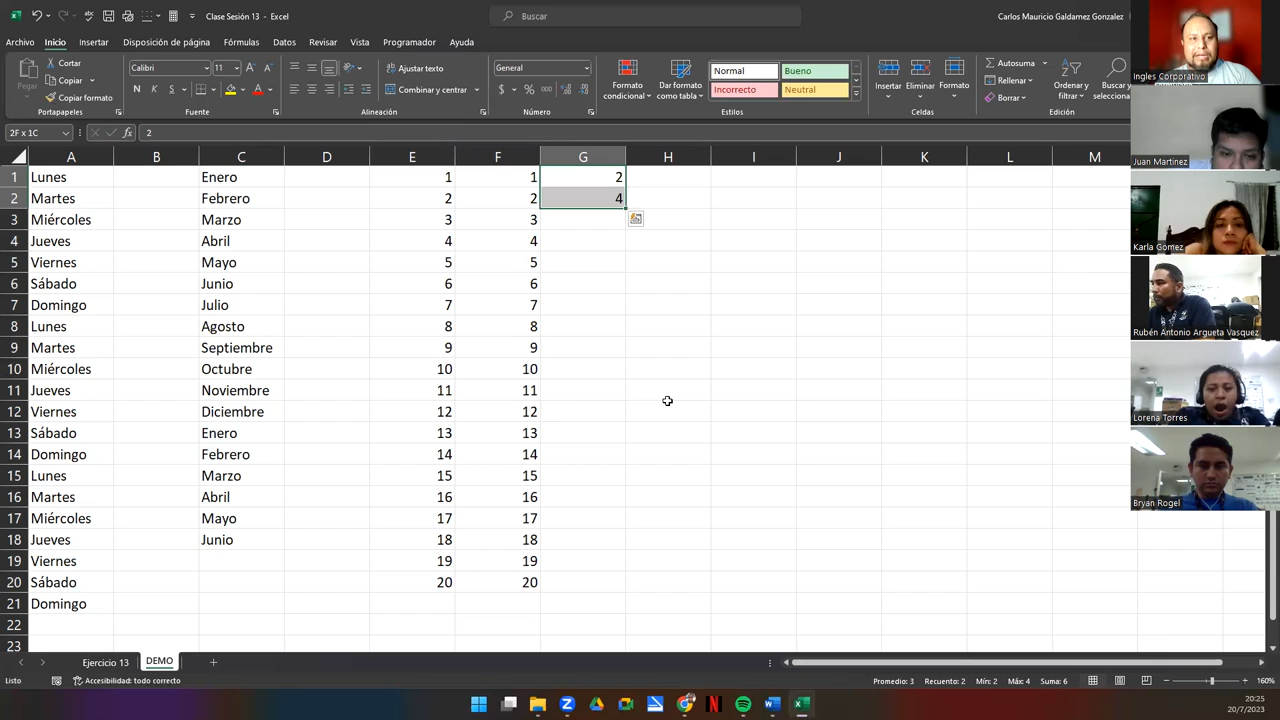 Clase Sesión 13 - Excel
Buscar
Carlos Mauricio Galdamez Gonzalez
Archivo Inicio Insertar Disposición de página Fórmulas Datos Revisar Vista Programador Ayuda
Pegar
Cortar
Copiar
Copiar formato
Portapapeles
Calibri 11
N K S
Fuente
Ajustar texto
Combinar y centrar
Alineación
General
$ % 000
Número
Formato condicional
Dar formato como tabla
Normal Bueno
Incorrecto Neutral
Estilos
Insertar Eliminar Formato
Celdas
Autosuma
Rellenar
Borrar
Ordenar y filtrar
Buscar y
Edición
2F x 1C
fx 2
A B C D E F G H I J K L M
1 Lunes Enero 1 1 2
2 Martes Febrero 2 2 4
3 Miércoles Marzo 3 3
4 Jueves Abril 4 4
5 Viernes Mayo 5 5
6 Sábado Junio 6 6
7 Domingo Julio 7 7
8 Lunes Agosto 8 8
9 Martes Septiembre 9 9
10 Miércoles Octubre 10 10
11 Jueves Noviembre 11 11
12 Viernes Diciembre 12 12
13 Sábado Enero 13 13
14 Domingo Febrero 14 14
15 Lunes Marzo 15 15
16 Martes Abril 16 16
17 Miércoles Mayo 17 17
18 Jueves Junio 18 18
19 Viernes 19 19
20 Sábado 20 20
21 Domingo
22
23
Ingles Corporativo
Juan Martinez
Karla Gomez
Rubén Antonio Argueta Vasquez
Lorena Torres
Bryan Rogel
Ejercicio 13 DEMO
Listo
Accesibilidad: todo correcto
Promedio: 3 Recuento: 2 Mín: 2 Máx: 4 Suma: 6
160%
20:25
20/7/2023